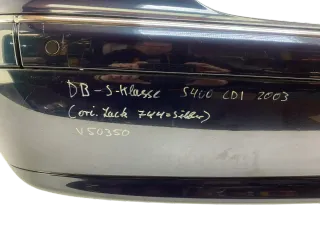 DB - S-Klasse S400 CDI 2003
(ori. Lack 744=Silber)
V50350